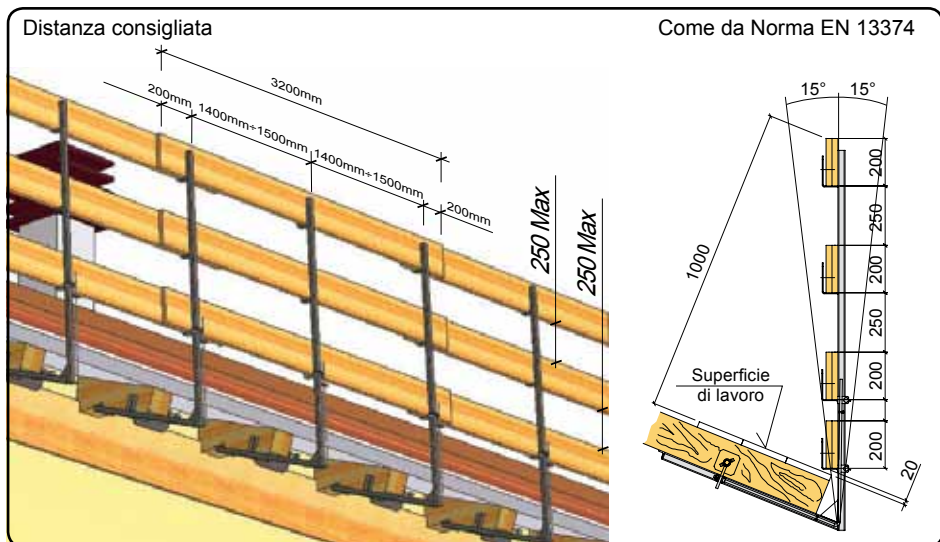 Distanza consigliata
Come da Norma EN 13374
3200mm
200mm
1400mm÷1500mm
1400mm÷1500mm
200mm
250 Max
250 Max
15°
15°
1000
200
250
200
250
200
200
20
Superficie
di lavoro